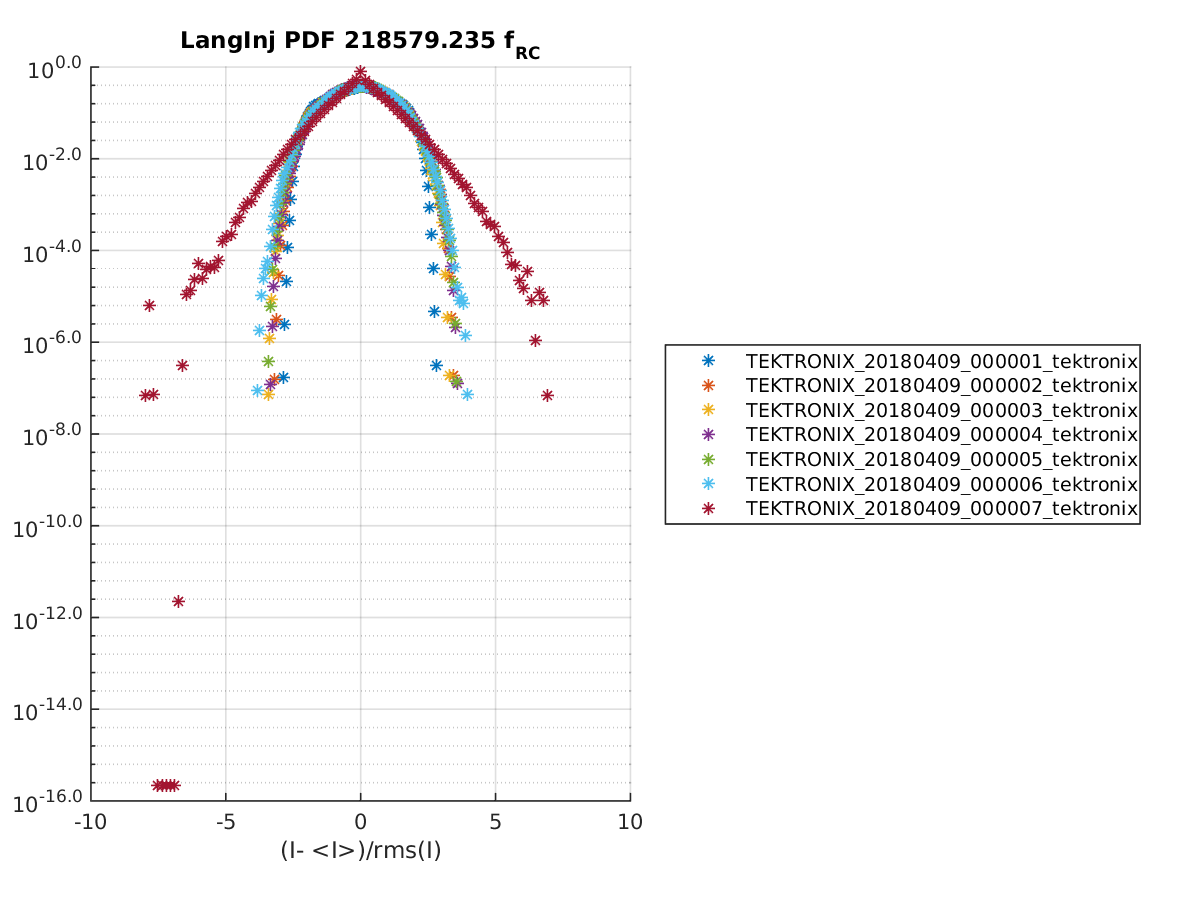 LangInj PDF 218579.235 f_RC
10^0.0
10^-2.0
10^-4.0
10^-6.0
10^-8.0
10^-10.0
10^-12.0
10^-14.0
10^-16.0
-10 -5 0 5 10
(I- <I>)/rms(I)
TEKTRONIX_20180409_000001_tektronix
TEKTRONIX_20180409_000002_tektronix
TEKTRONIX_20180409_000003_tektronix
TEKTRONIX_20180409_000004_tektronix
TEKTRONIX_20180409_000005_tektronix
TEKTRONIX_20180409_000006_tektronix
TEKTRONIX_20180409_000007_tektronix